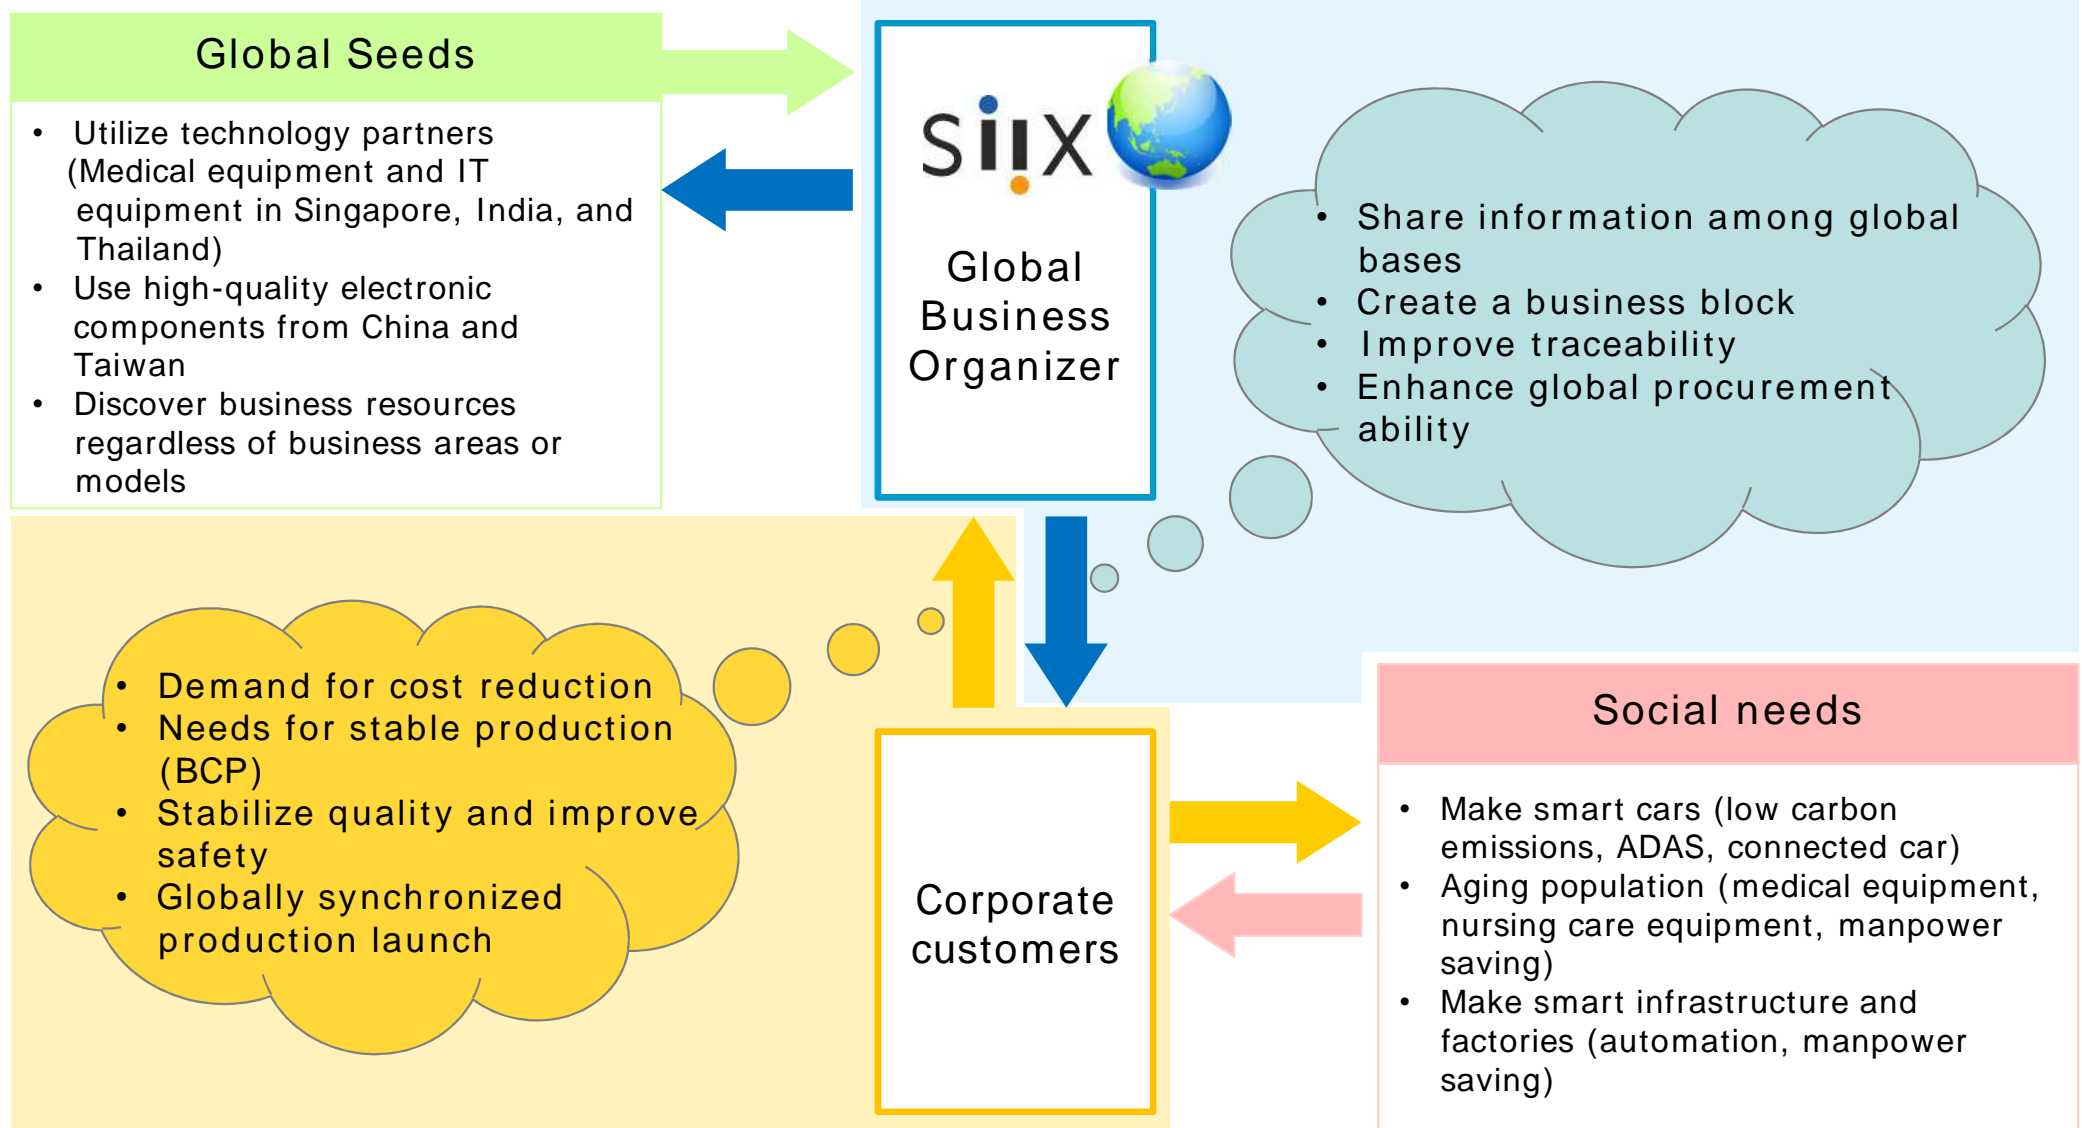 Global Seeds
• Utilize technology partners
(Medical equipment and IT
equipment in Singapore, India, and
Thailand)
• Use high-quality electronic
components from China and
Taiwan
• Discover business resources
regardless of business areas or
models
SiiX
Global
Business
Organizer
• Share information among global
bases
• Create a business block
• Improve traceability
• Enhance global procurement
ability
• Demand for cost reduction
• Needs for stable production
(BCP)
• Stabilize quality and improve
safety
• Globally synchronized
production launch
Corporate
customers
Social needs
• Make smart cars (low carbon
emissions, ADAS, connected car)
• Aging population (medical equipment,
nursing care equipment, manpower
saving)
• Make smart infrastructure and
factories (automation, manpower
saving)